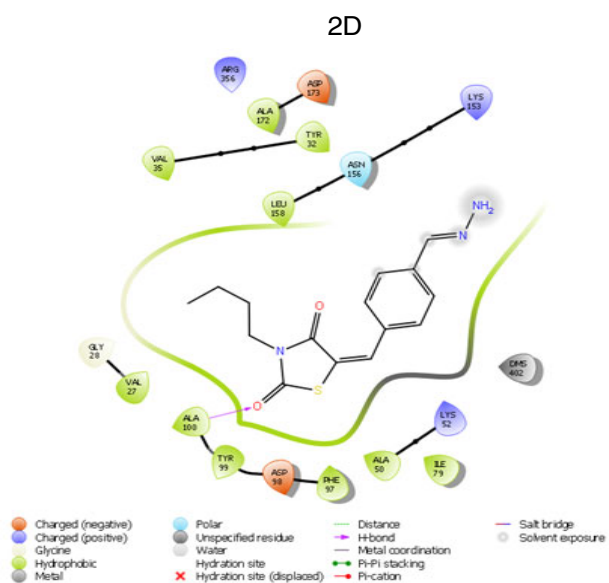 2D
ARG
356
ASP
173
ALA
172
LYS
153
TYR
32
VAL
35
ASN
156
LEU
158
NH2
N
O
N
O
S
GLY
28
VAL
27
DMS
402
ALA
100
LYS
52
TYR
99
ALA
50
ILE
79
ASP
98
PHE
97
Charged (negative)
Charged (positive)
Glycine
Hydrophobic
Metal
Polar
Unspecified residue
Water
Hydration site
Hydration site (displaced)
Distance
H-bond
Metal coordination
Pi-Pi stacking
Pi-cation
Salt bridge
Solvent exposure